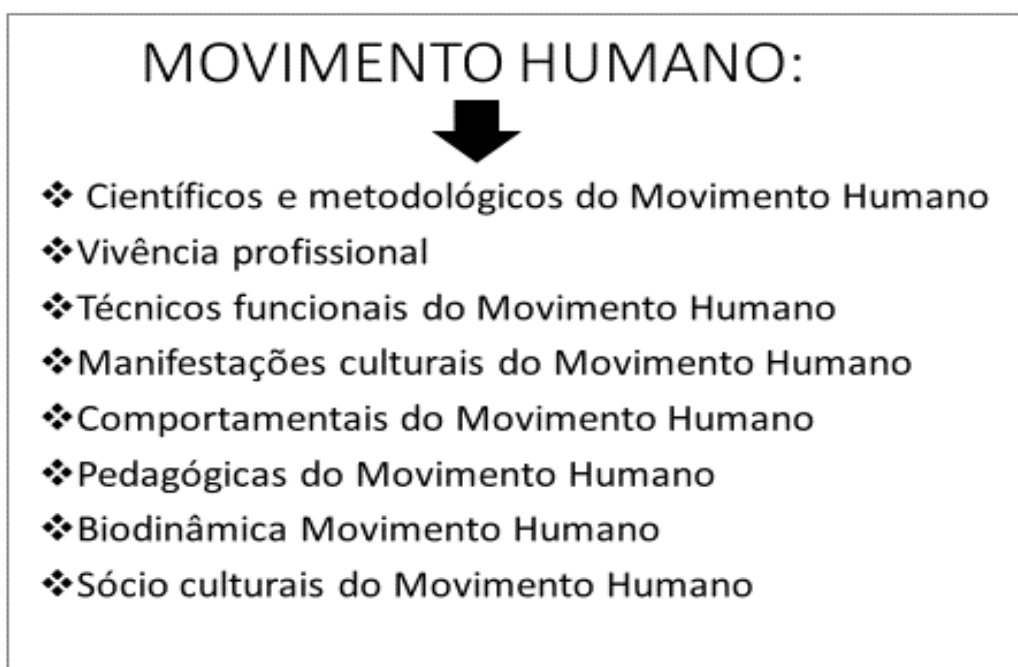 MOVIMENTO HUMANO:
❖ Científicos e metodológicos do Movimento Humano
❖Vivência profissional
❖Técnicos funcionais do Movimento Humano
❖Manifestações culturais do Movimento Humano
❖Comportamentais do Movimento Humano
❖Pedagógicas do Movimento Humano
❖Biodinâmica Movimento Humano
❖Sócio culturais do Movimento Humano